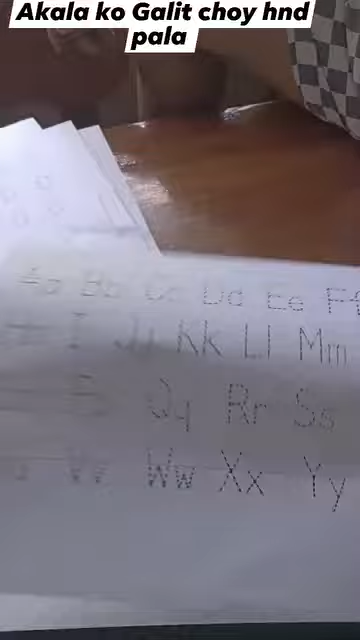 Akala ko Galit choy hnd
pala
Aa Bb Cc Dd Ee Ff
I Jj Kk Ll Mm
Qq Rr Ss
Vv Ww Xx Yy